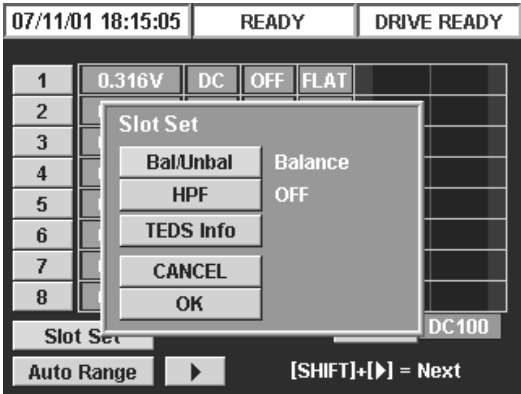 07/11/01 18:15:05 READY DRIVE READY
1 0.316V DC OFF FLAT
2
3
4
5
6
7
8
Slot Set
Bal/Unbal Balance
HPF OFF
TEDS Info
CANCEL
OK
Slot Set DC100
Auto Range [SHIFT]+[▶] = Next